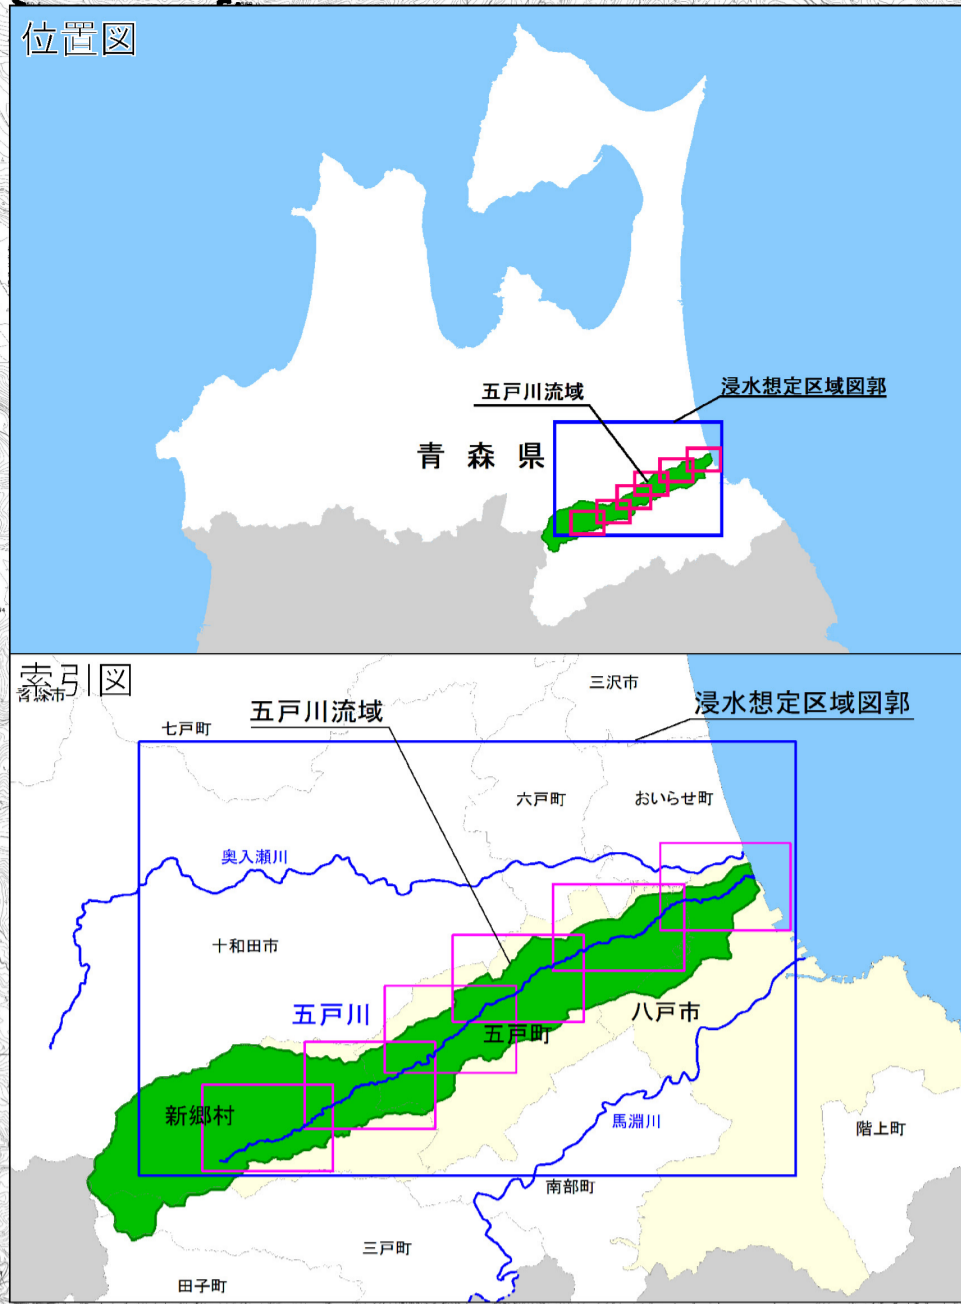 位置図
五戸川流域
浸水想定区域図郭
青森県
索引図
青森市
三沢市
七戸町
五戸川流域
浸水想定区域図郭
六戸町
おいらせ町
奥入瀬川
十和田市
五戸川
八戸市
五戸町
新郷村
馬淵川
階上町
南部町
三戸町
田子町